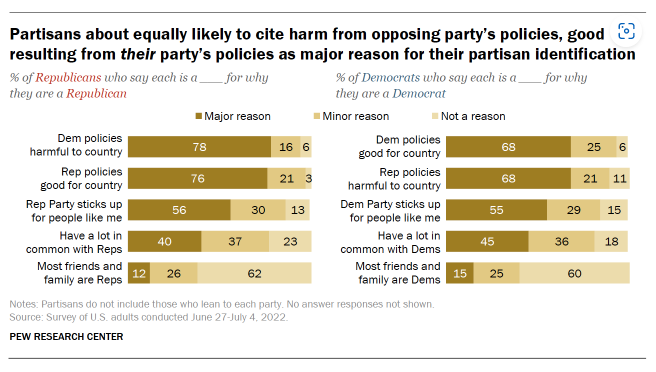 Partisans about equally likely to cite harm from opposing party's policies, good
resulting from their party's policies as major reason for their partisan identification
% of Republicans who say each is a ___ for why
they are a Republican
% of Democrats who say each is a ___ for why
they are a Democrat
Major reason Minor reason Not a reason
Dem policies
harmful to country
78 16 6
Rep policies
good for country
76 21 3
Rep Party sticks up
for people like me
56 30 13
Have a lot in
common with Reps
40 37 23
Most friends and
family are Reps
12 26 62
Dem policies
good for country
68 25 6
Rep policies
harmful to country
68 21 11
Dem Party sticks up
for people like me
55 29 15
Have a lot in
common with Dems
45 36 18
Most friends and
family are Dems
15 25 60
Notes: Partisans do not include those who lean to each party. No answer responses not shown.
Source: Survey of U.S. adults conducted June 27-July 4, 2022.
PEW RESEARCH CENTER